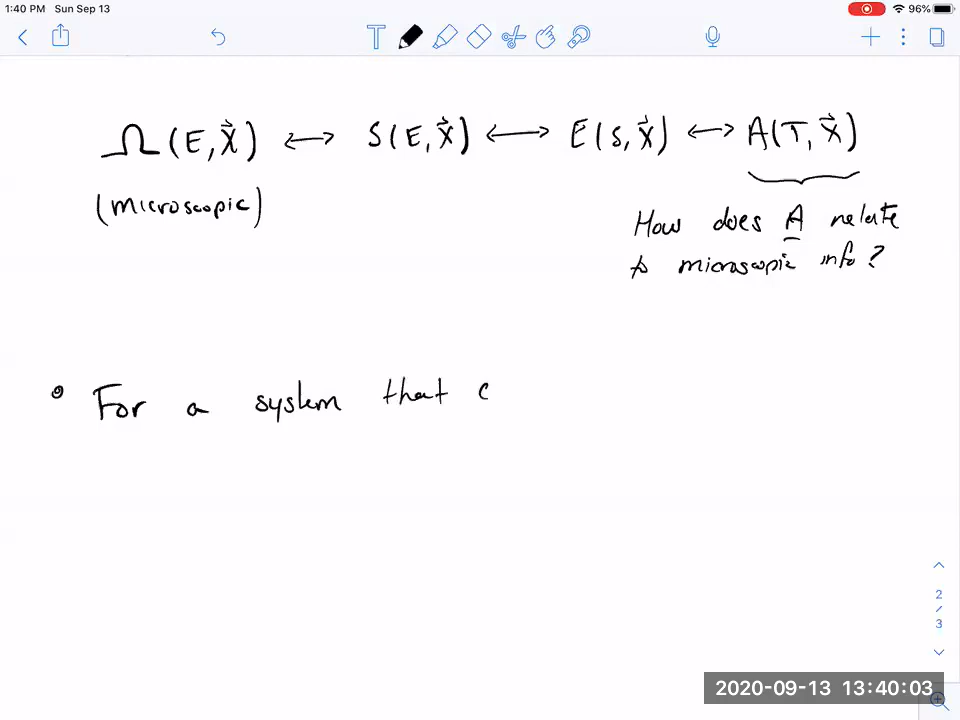 1:40 PM Sun Sep 13
96%
T
Ω(E,X⃗) ↔ S(E,X⃗) ↔ E(S,X⃗) ↔ A(T,X⃗)
(microscopic)
How does A relate
to microscopic info?
• For a system that c
2
/
3
2020-09-13 13:40:03